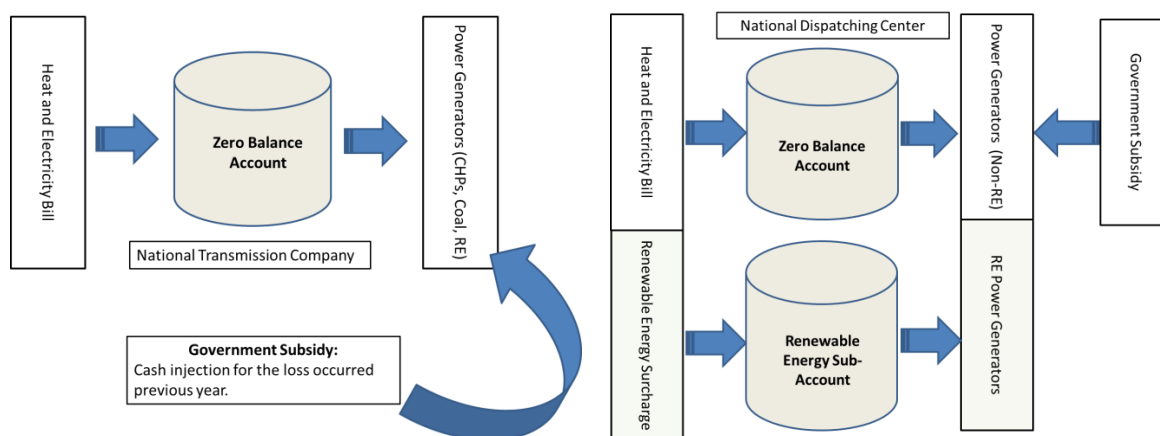 Heat and Electricity Bill
Zero Balance
Account
National Transmission Company
Power Generators (CHPs, Coal, RE)
Government Subsidy:
Cash injection for the loss occurred
previous year.
National Dispatching Center
Heat and Electricity Bill
Zero Balance
Account
Power Generators (Non-RE)
Government Subsidy
Renewable Energy Surcharge
Renewable
Energy Sub-
Account
RE Power Generators